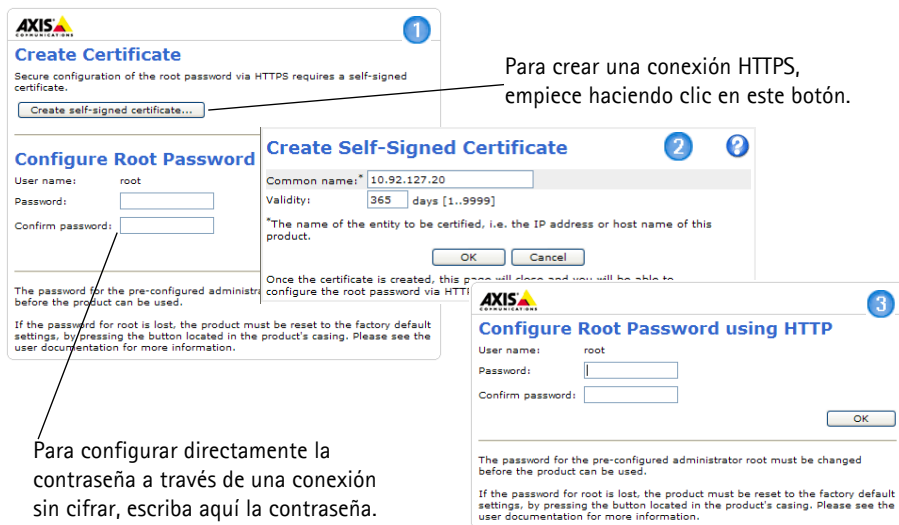 AXIS
COMMUNICATIONS
1
Create Certificate
Secure configuration of the root password via HTTPS requires a self-signed
certificate.
Create self-signed certificate...
Para crear una conexión HTTPS,
empiece haciendo clic en este botón.
Configure Root Password
User name: root
Password:
Confirm password:
The password for the pre-configured administra
before the product can be used.
If the password for root is lost, the product must be reset to the factory default
settings, by pressing the button located in the product's casing. Please see the
user documentation for more information.
Create Self-Signed Certificate
2
?
Common name:* 10.92.127.20
Validity: 365 days [1..9999]
*The name of the entity to be certified, i.e. the IP address or host name of this
product.
OK Cancel
Once the certificate is created, this page will close and you will be able to
configure the root password via HTT
AXIS
COMMUNICATIONS
3
Configure Root Password using HTTP
User name: root
Password:
Confirm password:
OK
The password for the pre-configured administrator root must be changed
before the product can be used.
If the password for root is lost, the product must be reset to the factory default
settings, by pressing the button located in the product's casing. Please see the
user documentation for more information.
Para configurar directamente la
contraseña a través de una conexión
sin cifrar, escriba aquí la contraseña.